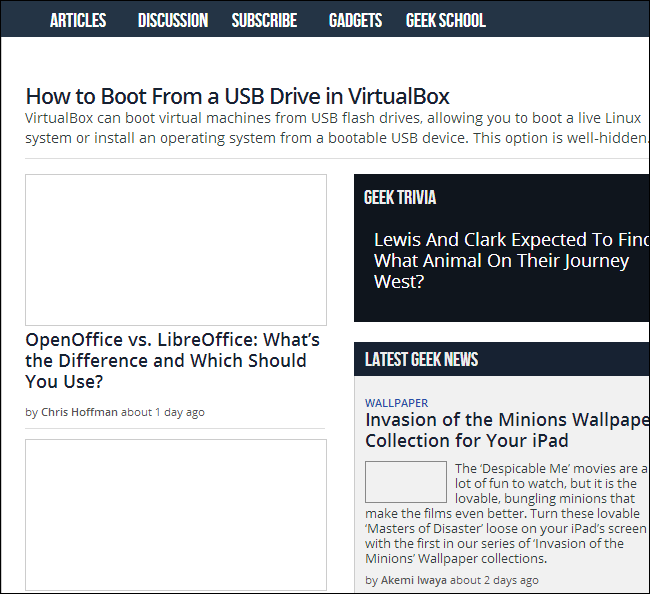 ARTICLES DISCUSSION SUBSCRIBE GADGETS GEEK SCHOOL
How to Boot From a USB Drive in VirtualBox
VirtualBox can boot virtual machines from USB flash drives, allowing you to boot a live Linux
system or install an operating system from a bootable USB device. This option is well-hidden.
OpenOffice vs. LibreOffice: What's
the Difference and Which Should
You Use?
by Chris Hoffman about 1 day ago
GEEK TRIVIA
Lewis And Clark Expected To Find
What Animal On Their Journey
West?
LATEST GEEK NEWS
WALLPAPER
Invasion of the Minions Wallpape
Collection for Your iPad
The ‘Despicable Me’ movies are a
lot of fun to watch, but it is the
lovable, bungling minions that
make the films even better. Turn these lovable
‘Masters of Disaster’ loose on your iPad’s screen
with the first in our series of ‘Invasion of the
Minions’ Wallpaper collections.
by Akemi Iwaya about 2 days ago